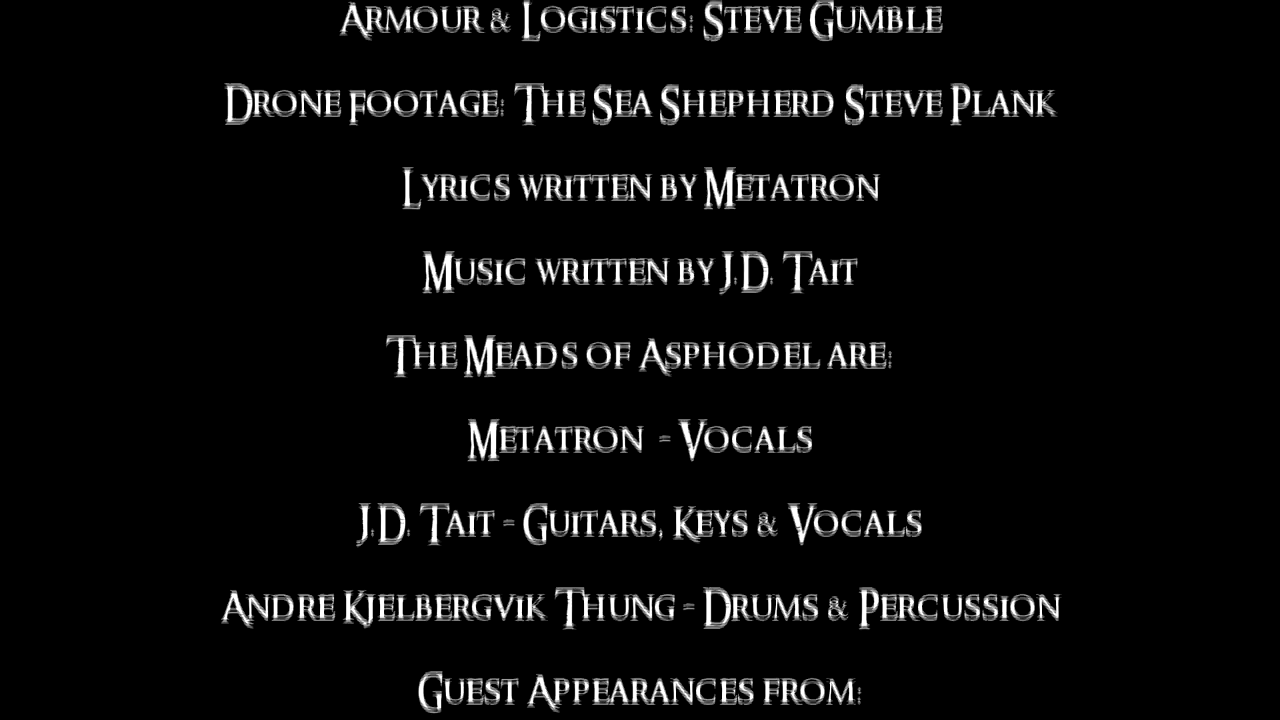 Armour & Logistics: Steve Gumble
Drone footage: The Sea Shepherd Steve Plank
Lyrics written by Metatron
Music written by J.D. Tait
The Meads of Asphodel are:
Metatron - Vocals
J.D. Tait - Guitars, Keys & Vocals
Andre Kjelbergvik Thung - Drums & Percussion
Guest Appearances from: